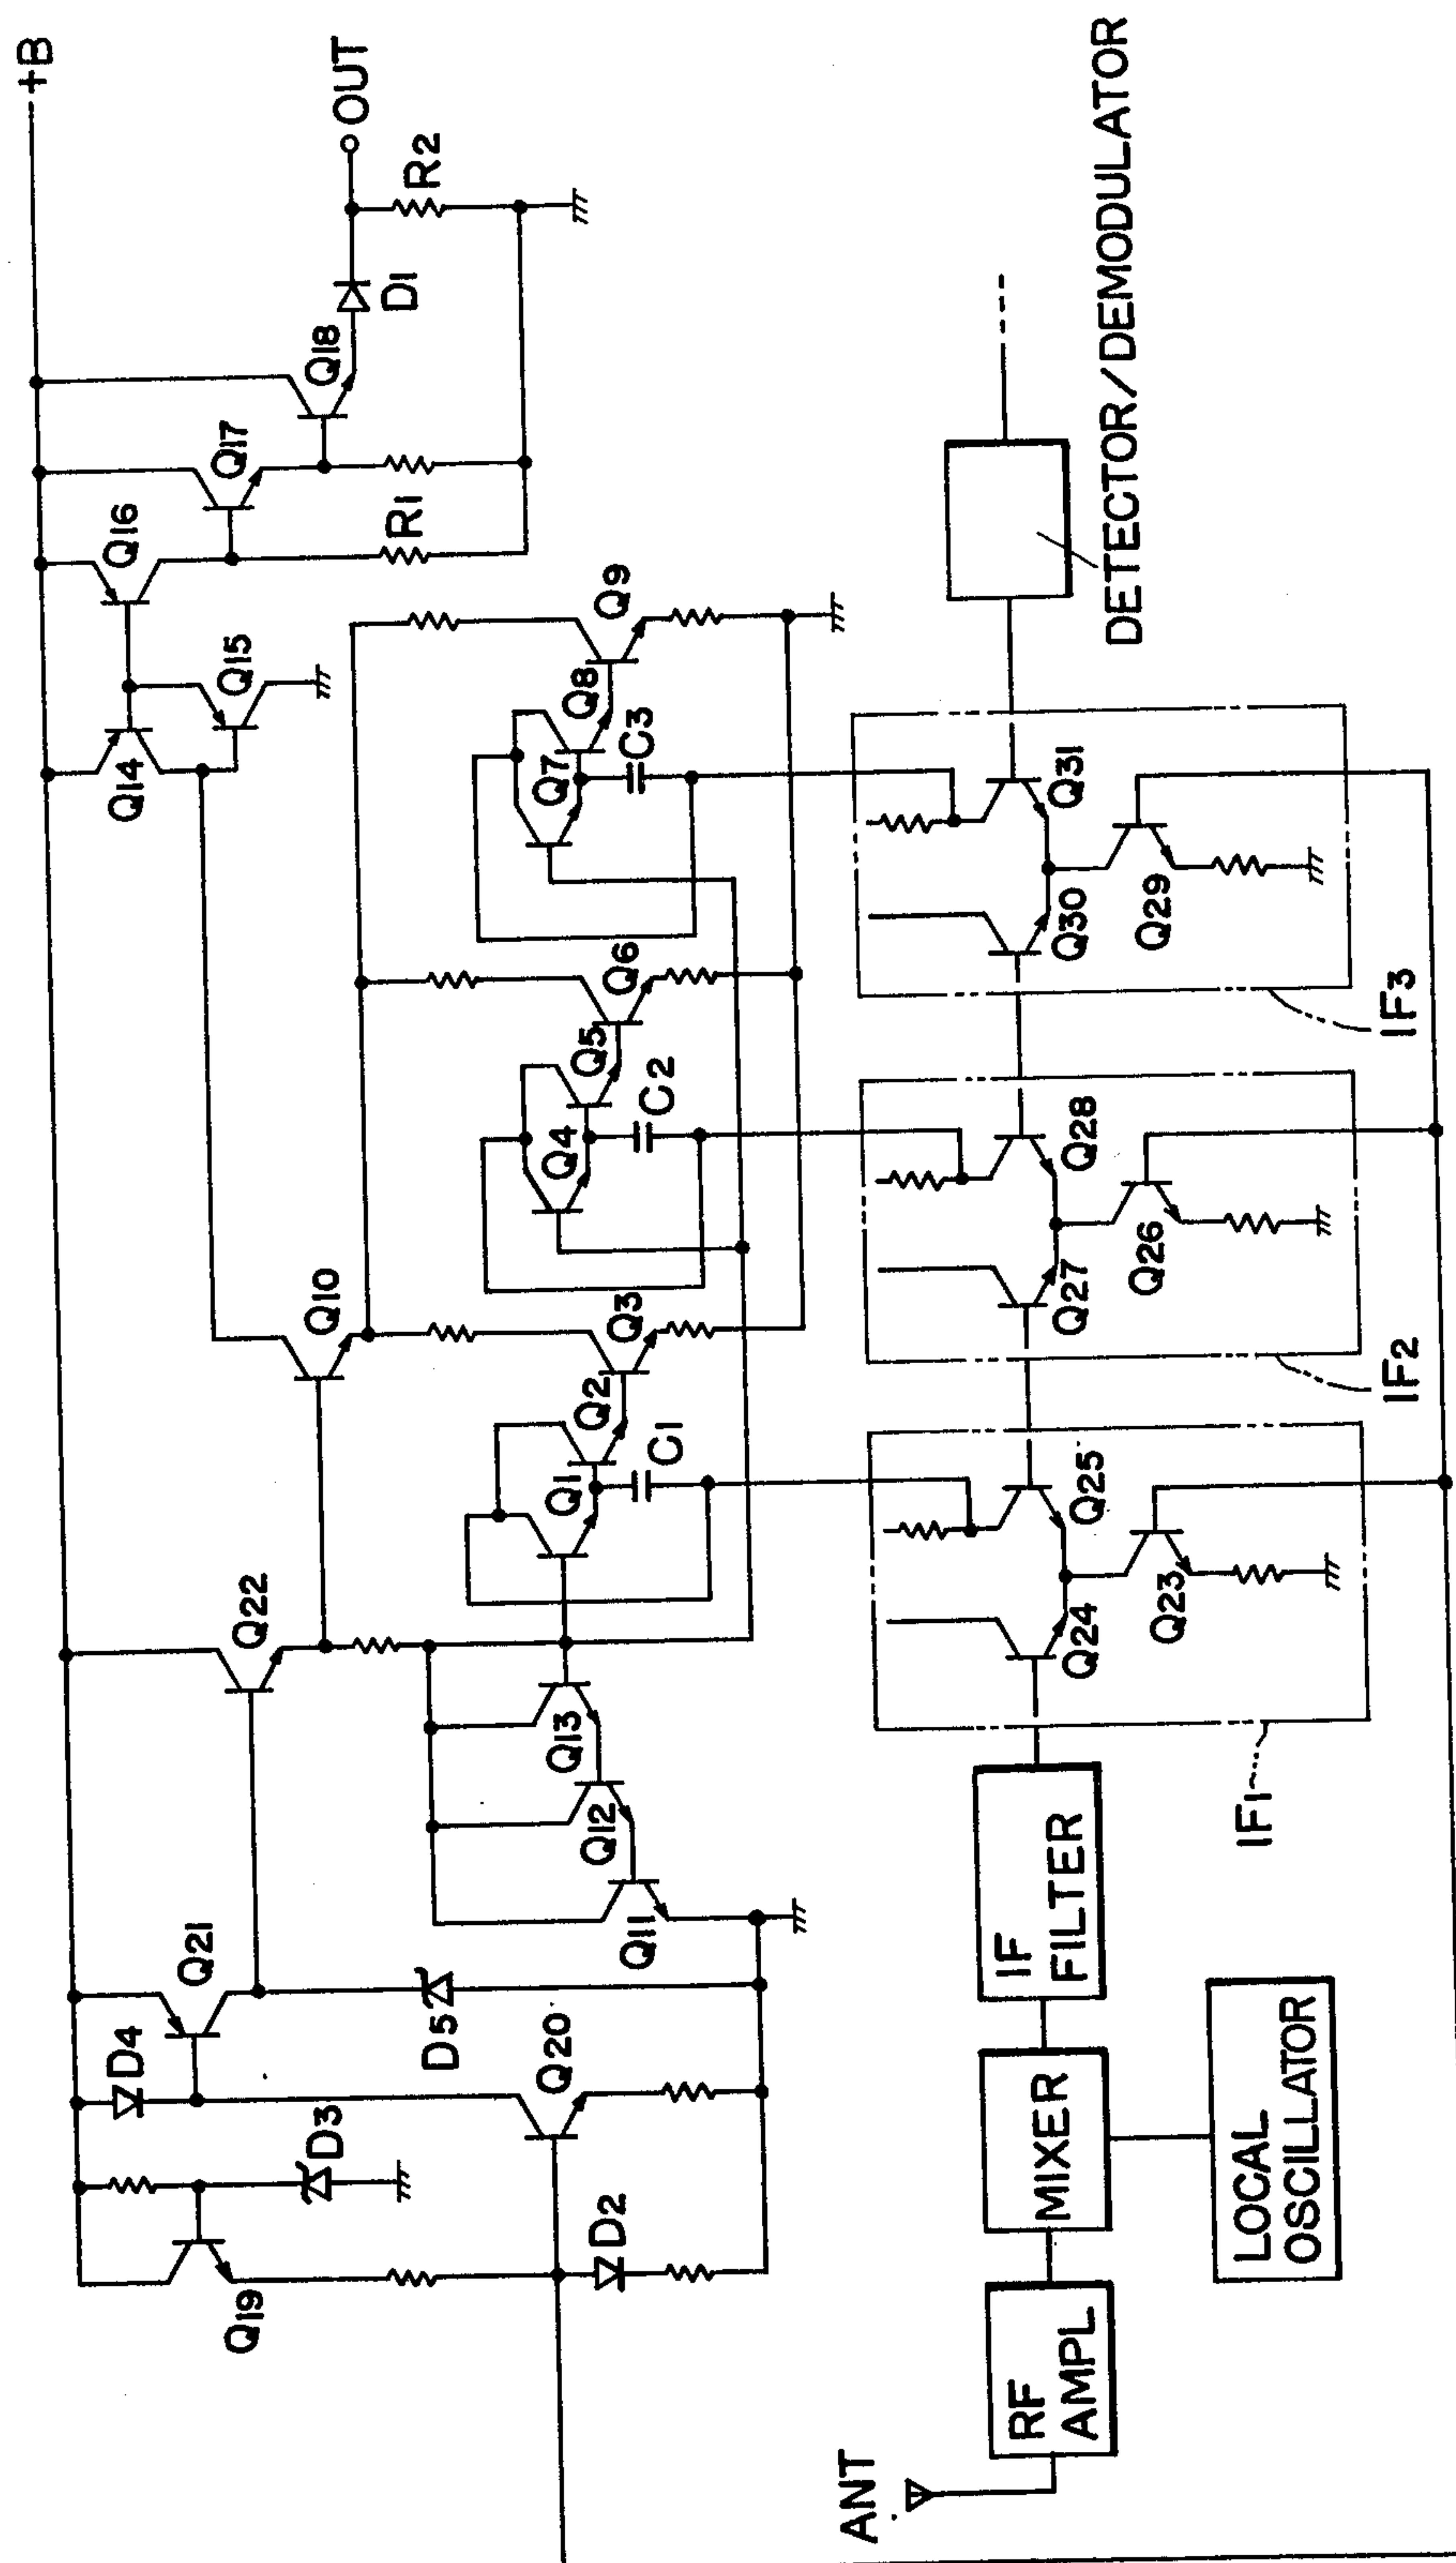 +B
OUT
R2
D1
Q18
Q17
R1
Q16
Q15
Q14
Q9
Q8
Q7
C3
Q6
Q5
Q4
C2
Q10
Q3
Q2
Q1
C1
Q22
Q13
Q12
Q11
Q21
D4
D5
Q20
D3
D2
Q19
DETECTOR/DEMODULATOR
Q31
Q30
Q29
IF3
Q28
Q27
Q26
IF2
Q25
Q24
Q23
IF1
IF
FILTER
MIXER
LOCAL
OSCILLATOR
RF
AMPL
ANT